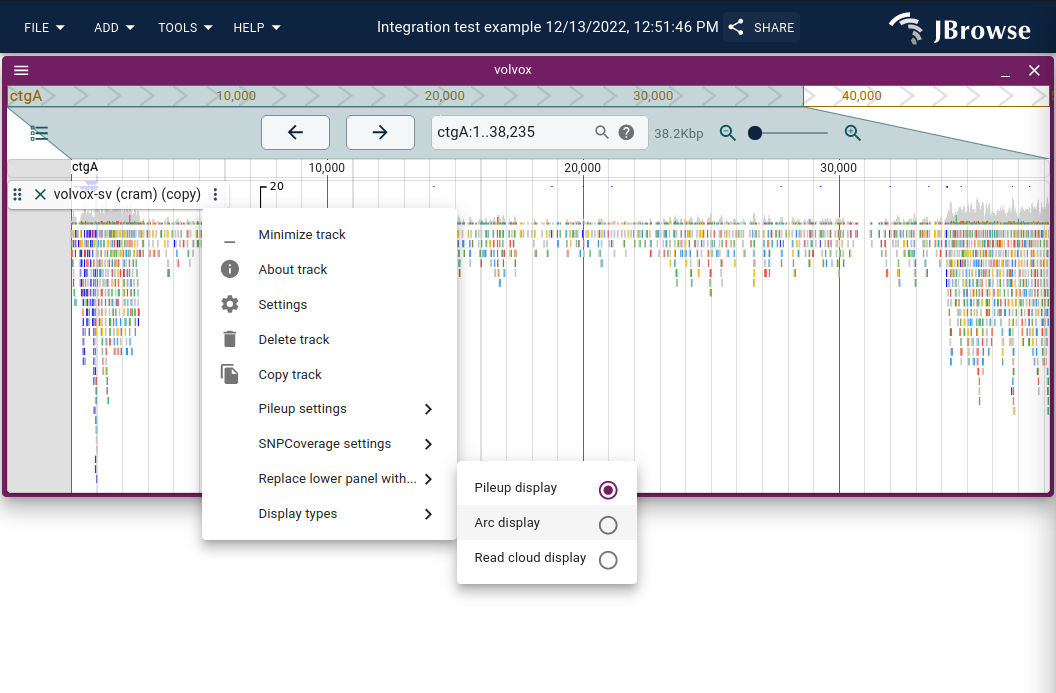 FILE ADD TOOLS HELP Integration test example 12/13/2022, 12:51:46 PM SHARE JBrowse
volvox
ctgA 10,000 20,000 30,000 40,000
ctgA:1..38,235 38.2Kbp
ctgA 10,000 20,000 30,000
volvox-sv (cram) (copy) 20
Minimize track
About track
Settings
Delete track
Copy track
Pileup settings
SNPCoverage settings
Replace lower panel with...
Display types
Pileup display
Arc display
Read cloud display